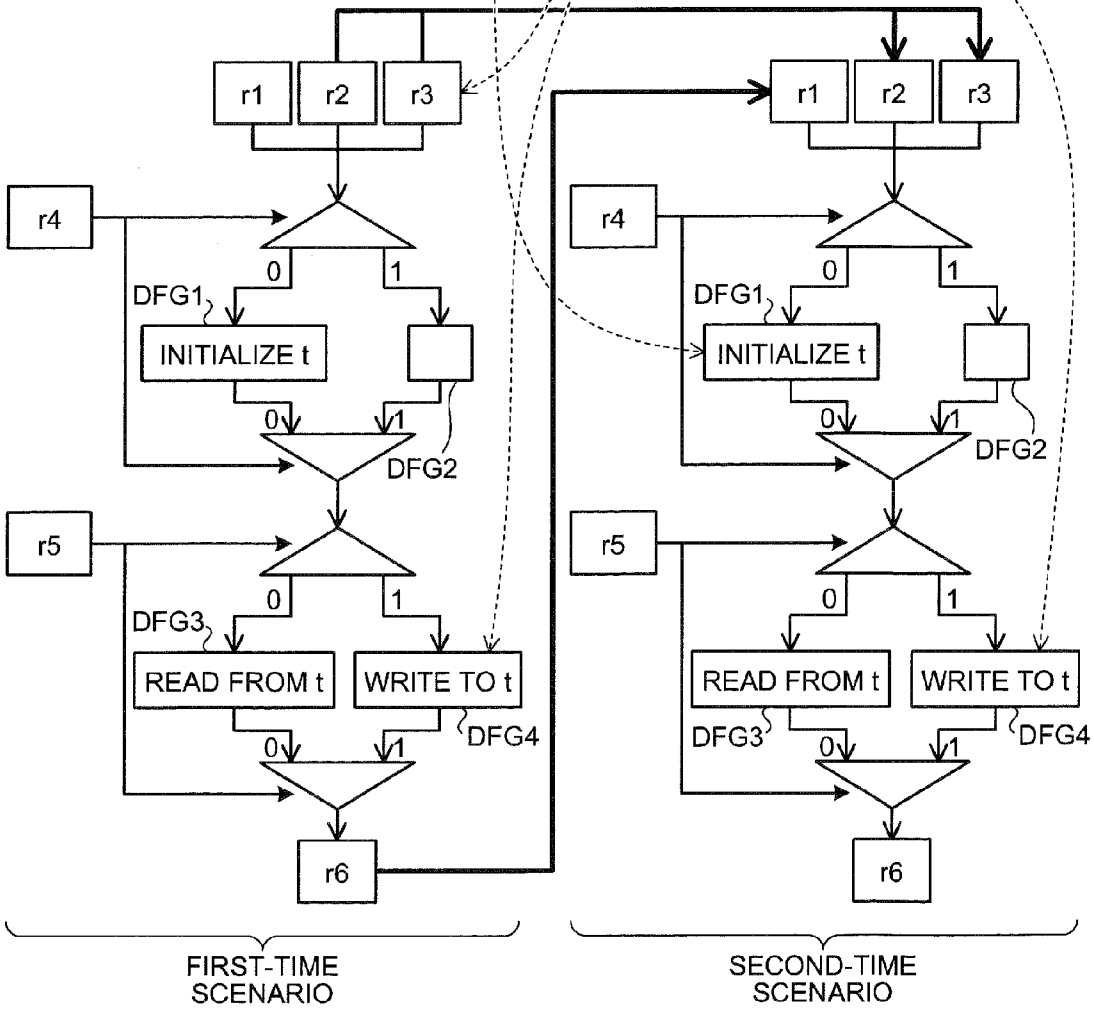 r1 r2 r3 r1 r2 r3
r4 r4
0 1 0 1
DFG1 DFG1
INITIALIZE t INITIALIZE t
0 1 0 1
DFG2 DFG2
r5 r5
0 1 0 1
DFG3
READ FROM t WRITE TO t READ FROM t WRITE TO t
DFG4 DFG3 DFG4
0 1 0 1
r6 r6
FIRST-TIME SECOND-TIME
SCENARIO SCENARIO